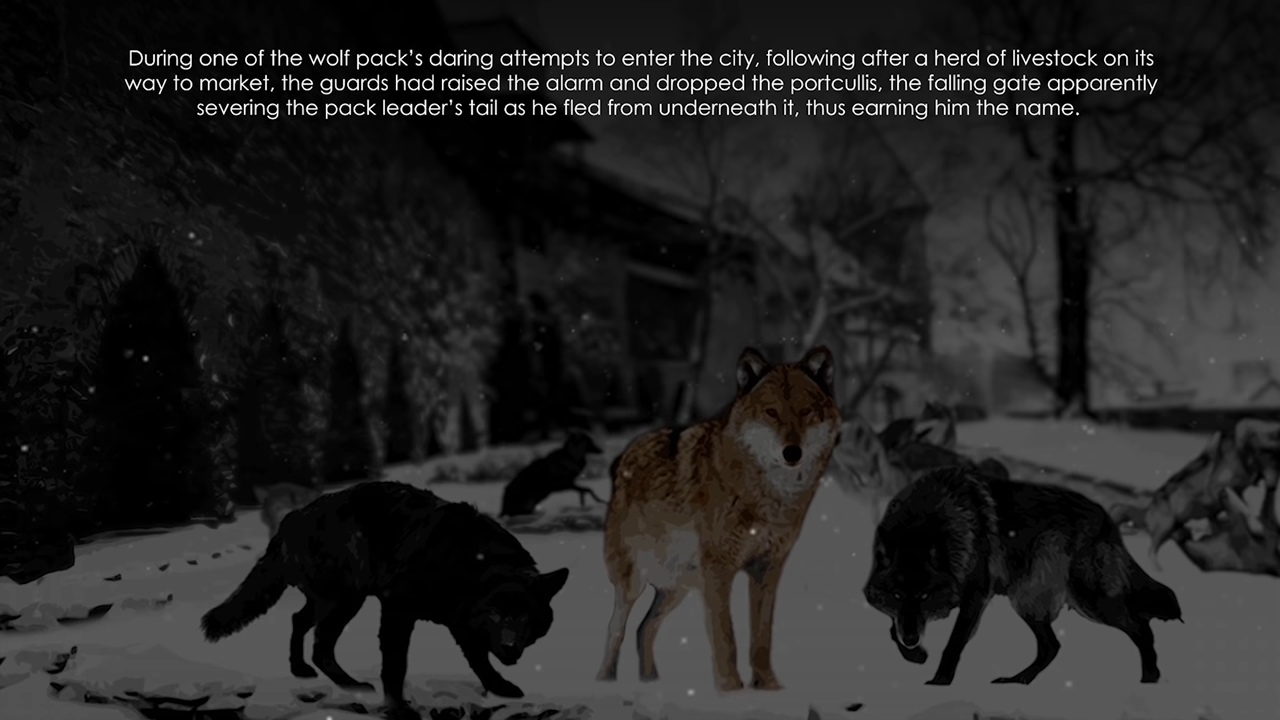 During one of the wolf pack’s daring attempts to enter the city, following after a herd of livestock on its
way to market, the guards had raised the alarm and dropped the portcullis, the falling gate apparently
severing the pack leader’s tail as he fled from underneath it, thus earning him the name.